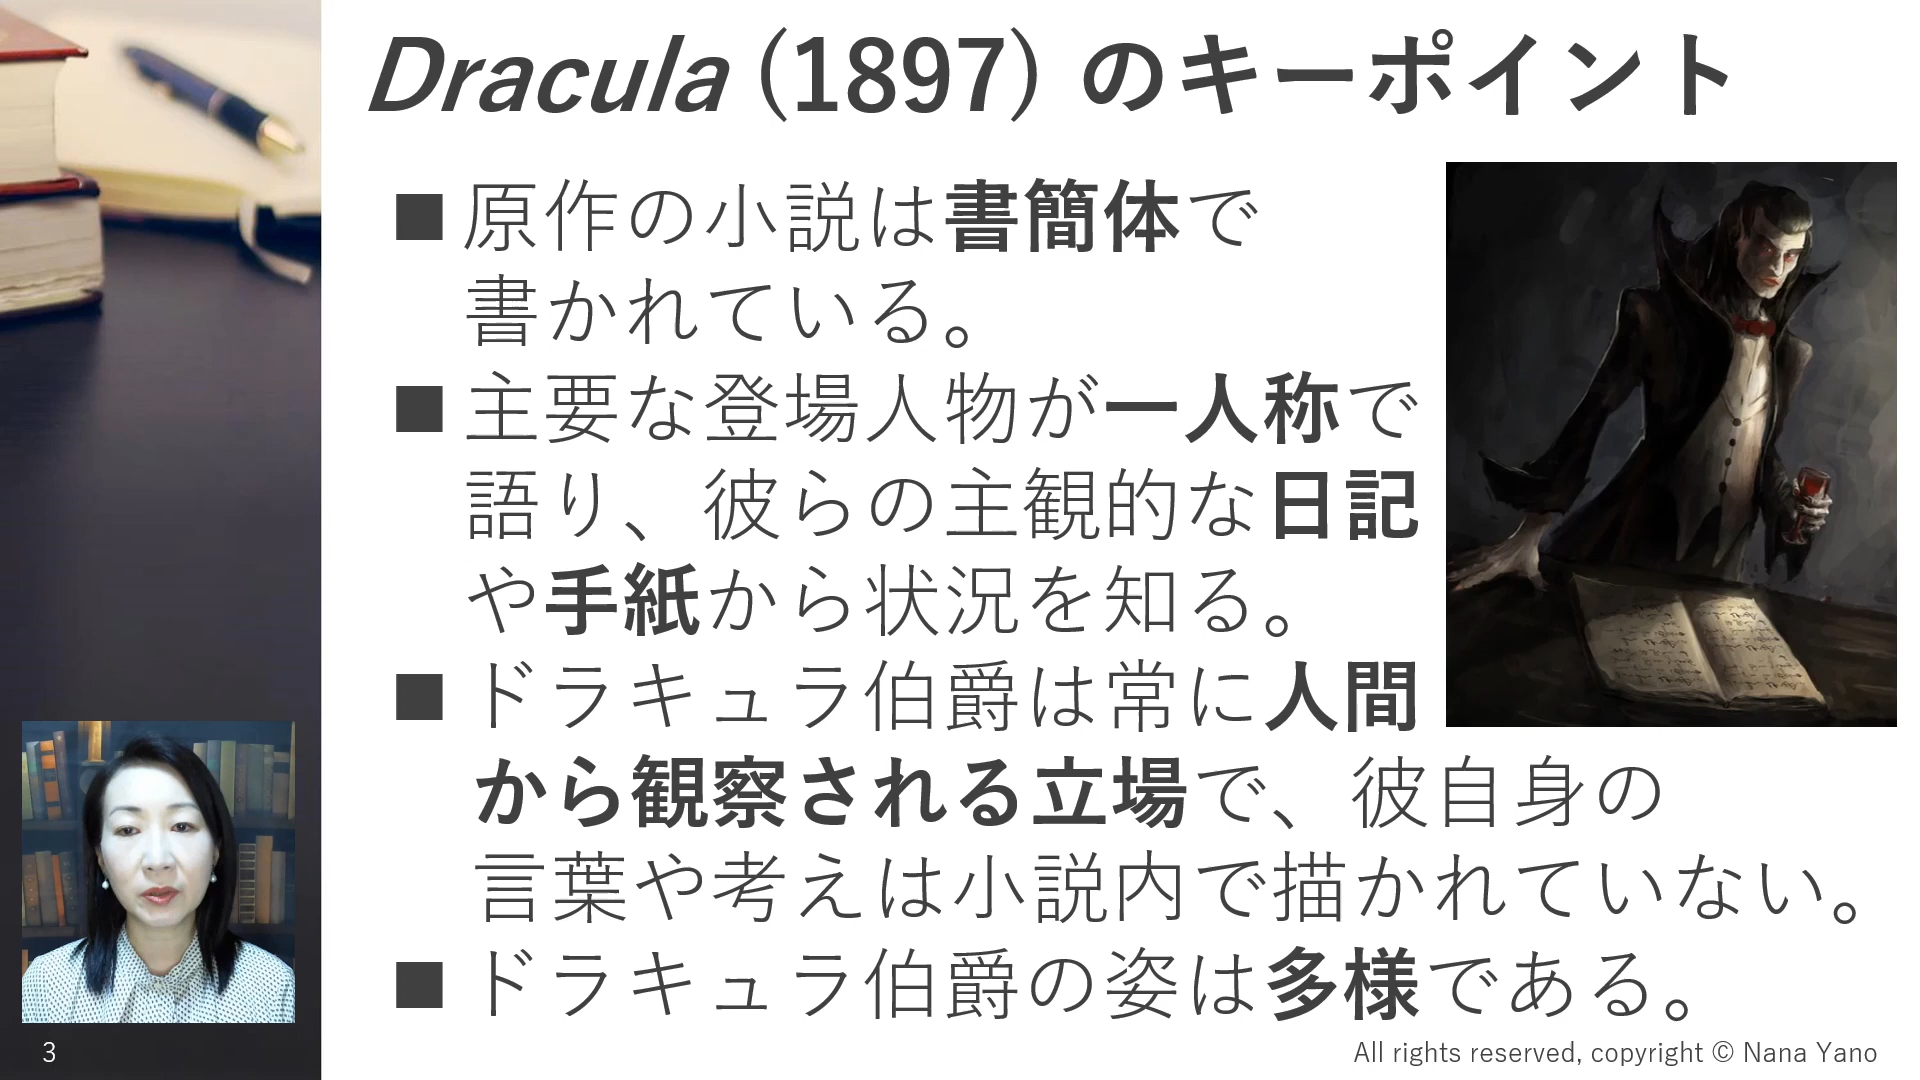 Dracula (1897) のキーポイント
■原作の小説は書簡体で
書かれている。
■主要な登場人物が一人称で
語り、彼らの主観的な日記
や手紙から状況を知る。
■ドラキュラ伯爵は常に人間
から観察される立場で、彼自身の
言葉や考えは小説内で描かれていない。
■ドラキュラ伯爵の姿は多様である。
3
All rights reserved, copyright © Nana Yano